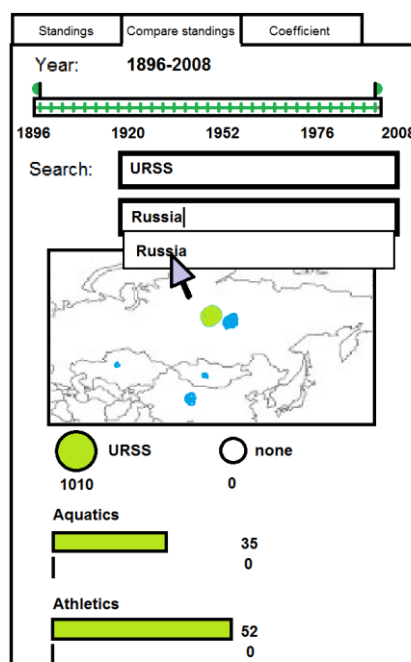 Standings Compare standings Coefficient
Year: 1896-2008
1896 1920 1952 1976 2008
Search: URSS
Russia
Russia
URSS none
1010 0
Aquatics
35
0
Athletics
52
0